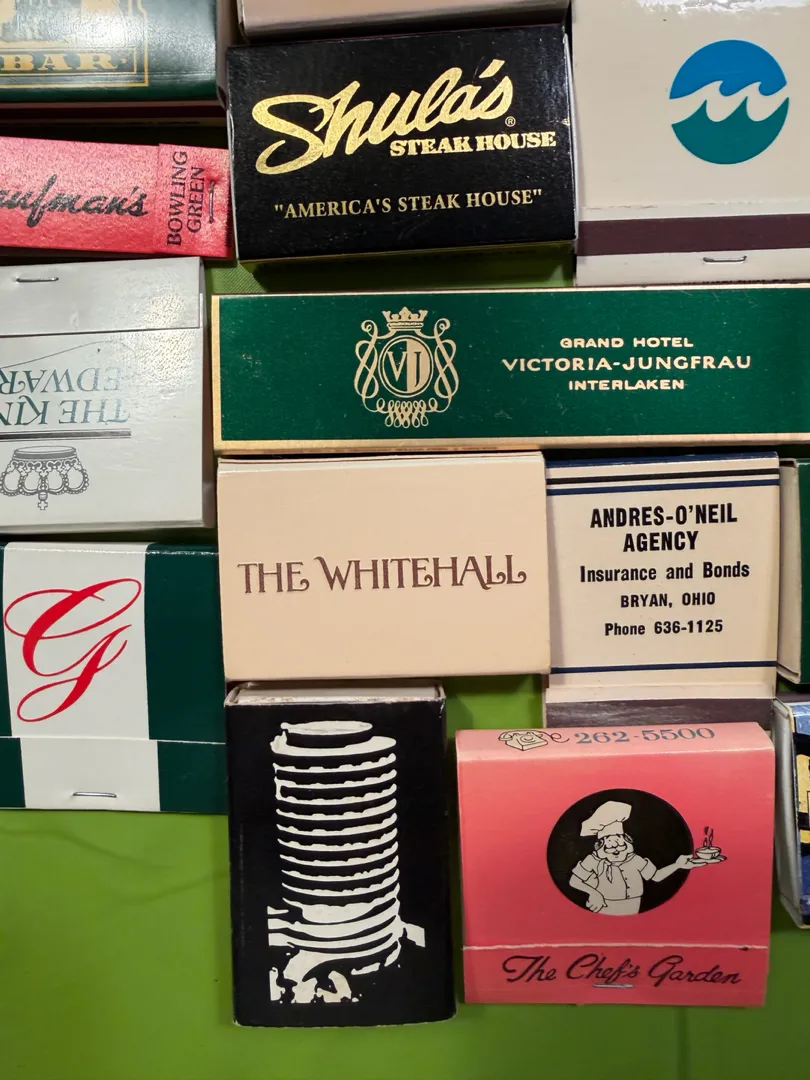 BAR
Shula's®
STEAK HOUSE
"AMERICA'S STEAK HOUSE"
BOWLING
GREEN
GRAND HOTEL
VICTORIA-JUNGFRAU
INTERLAKEN
VJ
THE WHITEHALL
ANDRES-O'NEIL
AGENCY
Insurance and Bonds
BRYAN, OHIO
Phone 636-1125
G
262-5500
The Chef's Garden